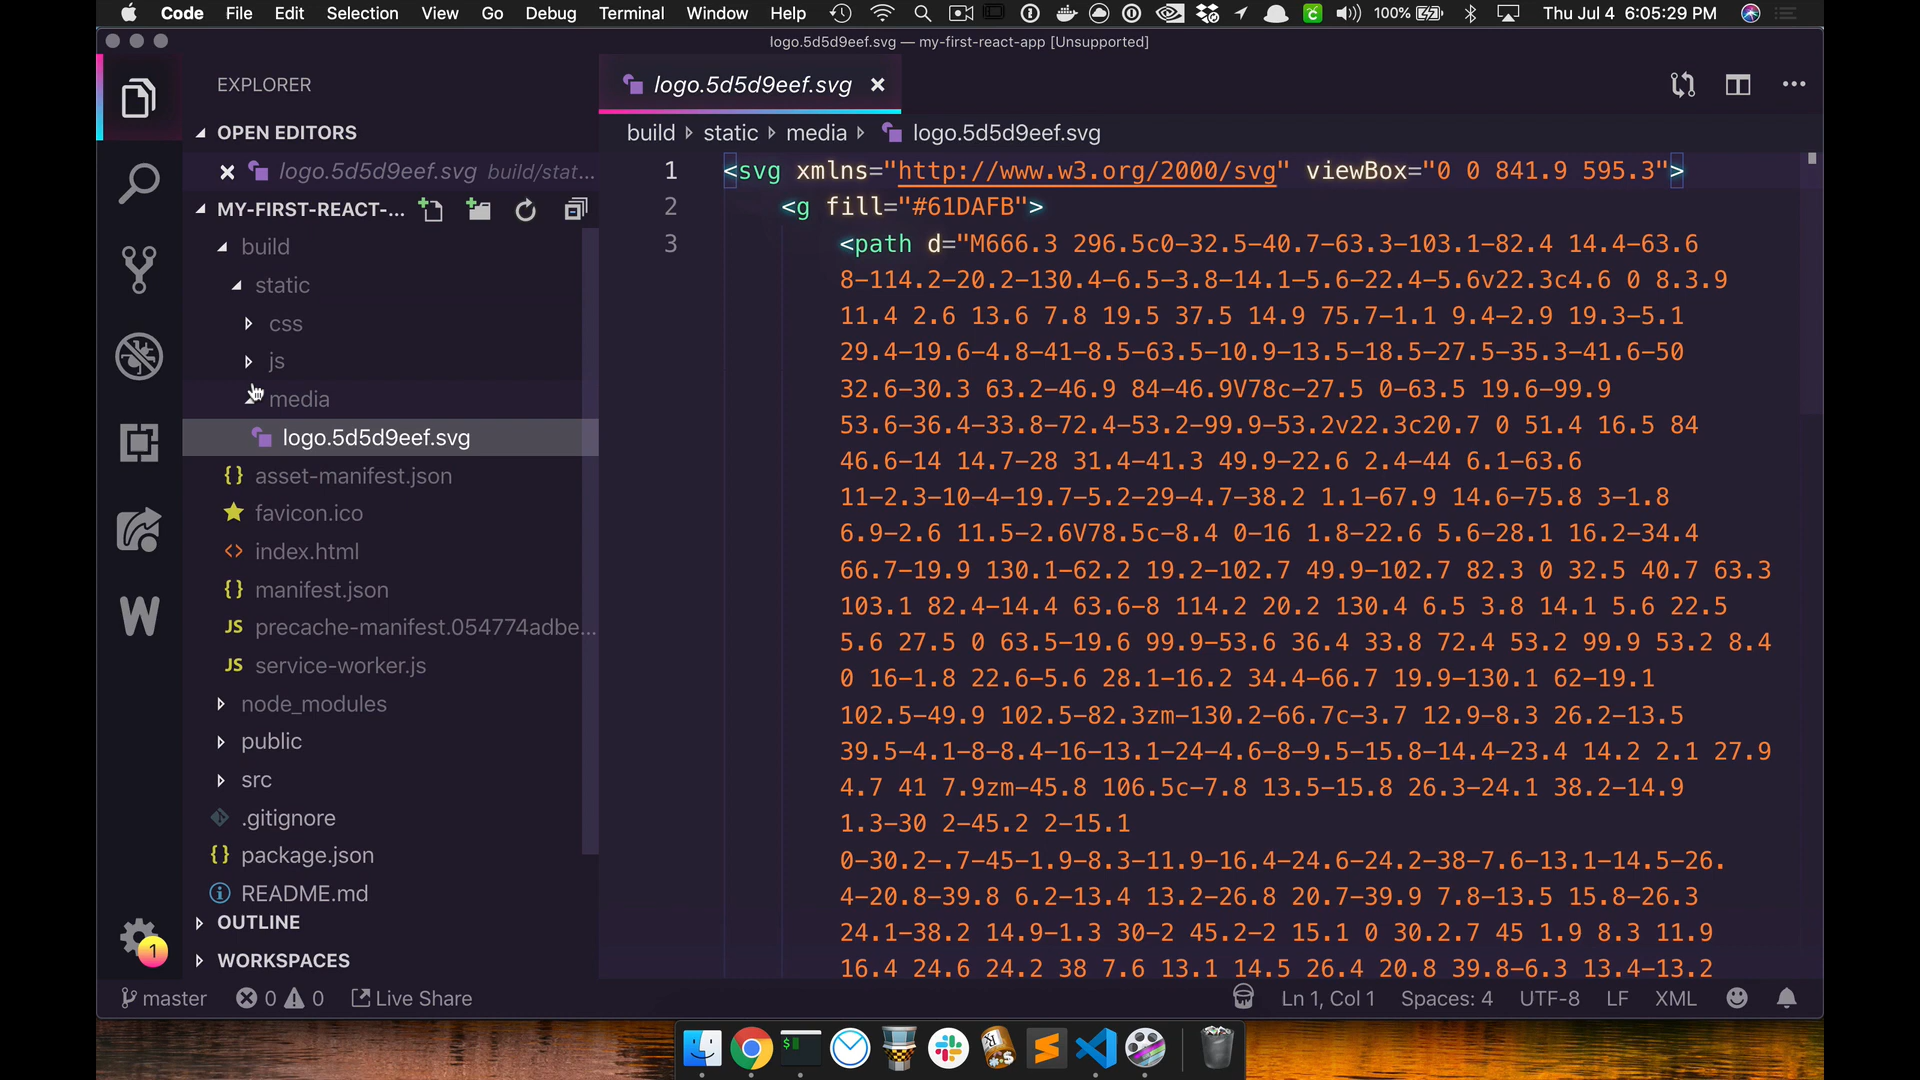 Code File Edit Selection View Go Debug Terminal Window Help 100% Thu Jul 4 6:05:29 PM
logo.5d5d9eef.svg — my-first-react-app [Unsupported]
EXPLORER
OPEN EDITORS
logo.5d5d9eef.svg build/stat...
MY-FIRST-REACT-...
build
static
css
js
media
logo.5d5d9eef.svg
asset-manifest.json
favicon.ico
index.html
manifest.json
precache-manifest.054774adbe...
service-worker.js
node_modules
public
src
.gitignore
package.json
README.md
OUTLINE
WORKSPACES
1
logo.5d5d9eef.svg
build static media logo.5d5d9eef.svg
1 <svg xmlns="http://www.w3.org/2000/svg" viewBox="0 0 841.9 595.3">
2 <g fill="#61DAFB">
3 <path d="M666.3 296.5c0-32.5-40.7-63.3-103.1-82.4 14.4-63.6
8-114.2-20.2-130.4-6.5-3.8-14.1-5.6-22.4-5.6v22.3c4.6 0 8.3.9
11.4 2.6 13.6 7.8 19.5 37.5 14.9 75.7-1.1 9.4-2.9 19.3-5.1
29.4-19.6-4.8-41-8.5-63.5-10.9-13.5-18.5-27.5-35.3-41.6-50
32.6-30.3 63.2-46.9 84-46.9V78c-27.5 0-63.5 19.6-99.9
53.6-36.4-33.8-72.4-53.2-99.9-53.2v22.3c20.7 0 51.4 16.5 84
46.6-14 14.7-28 31.4-41.3 49.9-22.6 2.4-44 6.1-63.6
11-2.3-10-4-19.7-5.2-29-4.7-38.2 1.1-67.9 14.6-75.8 3-1.8
6.9-2.6 11.5-2.6V78.5c-8.4 0-16 1.8-22.6 5.6-28.1 16.2-34.4
66.7-19.9 130.1-62.2 19.2-102.7 49.9-102.7 82.3 0 32.5 40.7 63.3
103.1 82.4-14.4 63.6-8 114.2 20.2 130.4 6.5 3.8 14.1 5.6 22.5
5.6 27.5 0 63.5-19.6 99.9-53.6 36.4 33.8 72.4 53.2 99.9 53.2 8.4
0 16-1.8 22.6-5.6 28.1-16.2 34.4-66.7 19.9-130.1 62-19.1
102.5-49.9 102.5-82.3zm-130.2-66.7c-3.7 12.9-8.3 26.2-13.5
39.5-4.1-8-8.4-16-13.1-24-4.6-8-9.5-15.8-14.4-23.4 14.2 2.1 27.9
4.7 41 7.9zm-45.8 106.5c-7.8 13.5-15.8 26.3-24.1 38.2-14.9
1.3-30 2-45.2 2-15.1
0-30.2-.7-45-1.9-8.3-11.9-16.4-24.6-24.2-38-7.6-13.1-14.5-26.
4-20.8-39.8 6.2-13.4 13.2-26.8 20.7-39.9 7.8-13.5 15.8-26.3
24.1-38.2 14.9-1.3 30-2 45.2-2 15.1 0 30.2.7 45 1.9 8.3 11.9
16.4 24.6 24.2 38 7.6 13.1 14.5 26.4 20.8 39.8-6.3 13.4-13.2
master 0 0 Live Share Ln 1, Col 1 Spaces: 4 UTF-8 LF XML